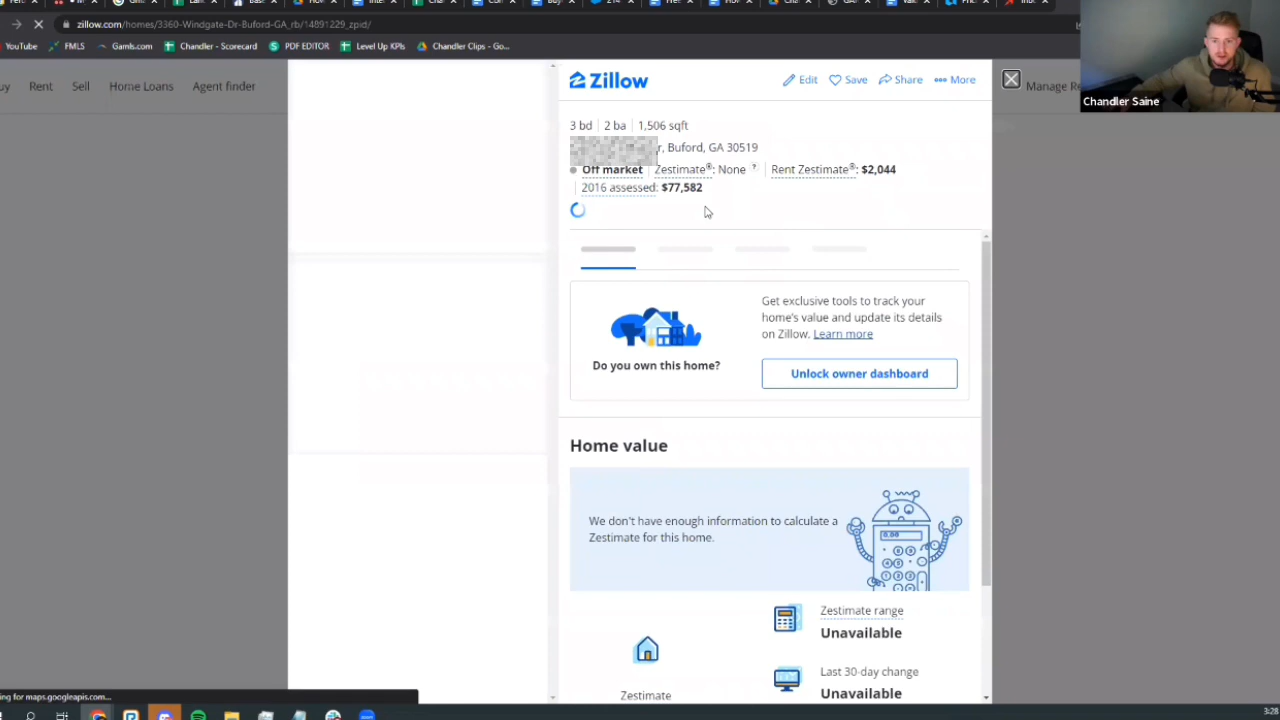 zillow.com/homes/3360-Windgate-Dr-Buford-GA_rb/14891229_zpid/
YouTube FMLS Gamls.com Chandler - Scorecard PDF EDITOR Level Up KPIs Chandler Clips - Go...
Chandler Saine
uy Rent Sell Home Loans Agent finder
Zillow Edit Save Share More
Manage Re
3 bd 2 ba 1,506 sqft
r, Buford, GA 30519
Off market Zestimate®: None ? Rent Zestimate®: $2,044
2016 assessed: $77,582
Get exclusive tools to track your
home's value and update its details
on Zillow. Learn more
Do you own this home?
Unlock owner dashboard
Home value
We don't have enough information to calculate a
Zestimate for this home.
0.00
Zestimate range
Unavailable
Last 30-day change
Unavailable
Zestimate
ing for maps.googleapis.com...
3:28